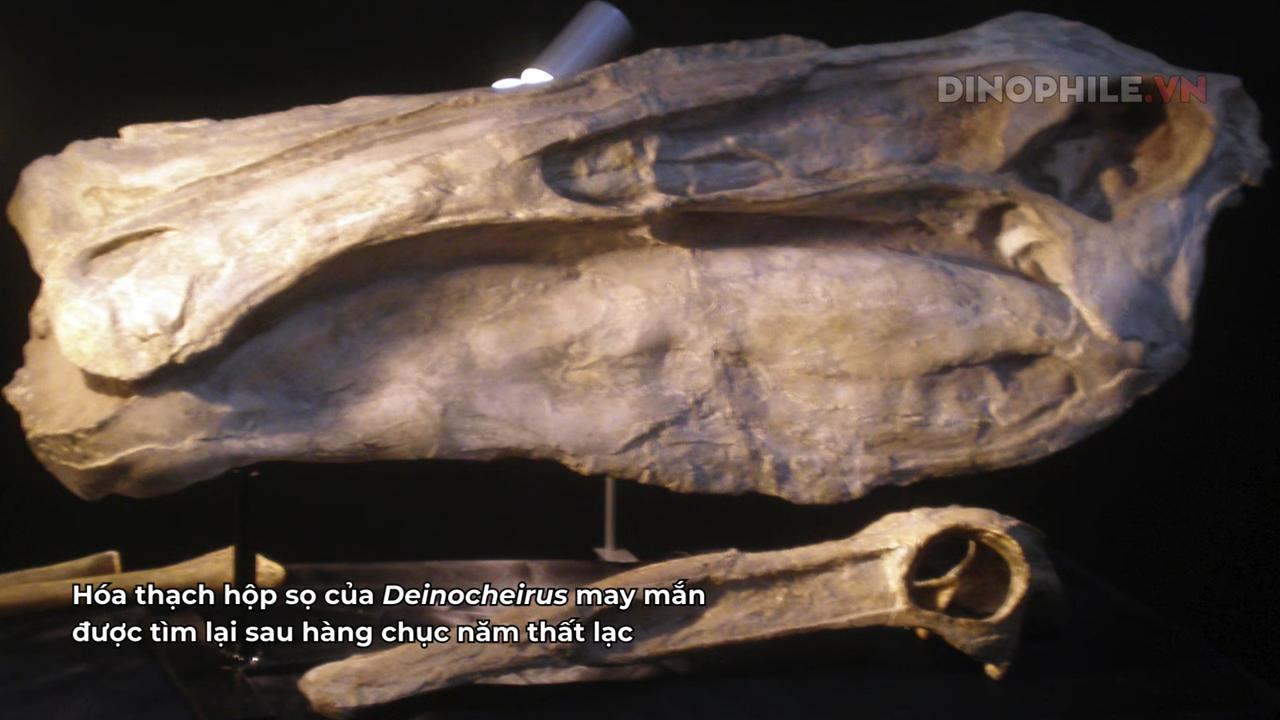 DINOPHILE.VN
Hóa thạch hộp sọ của Deinocheirus may mắn
được tìm lại sau hàng chục năm thất lạc